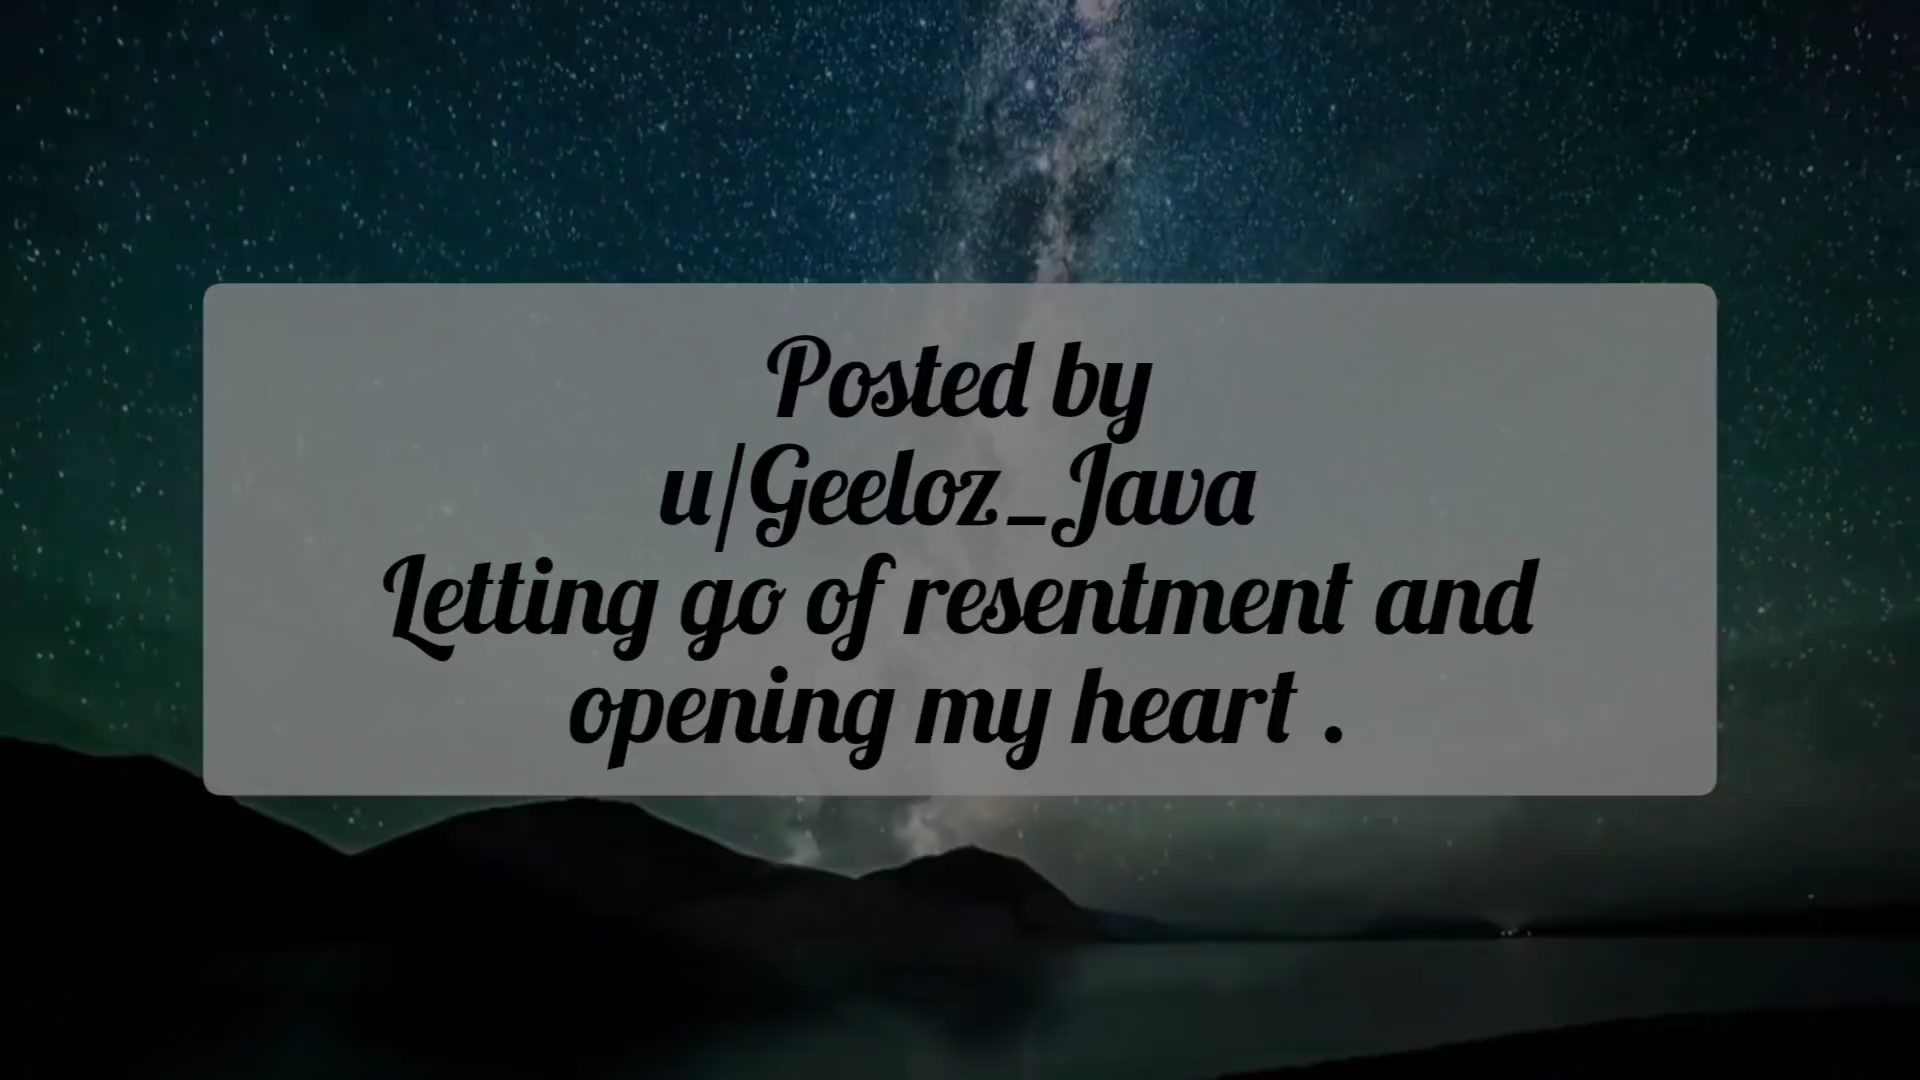 Posted by
u/Geeloz_Java
Letting go of resentment and
opening my heart .